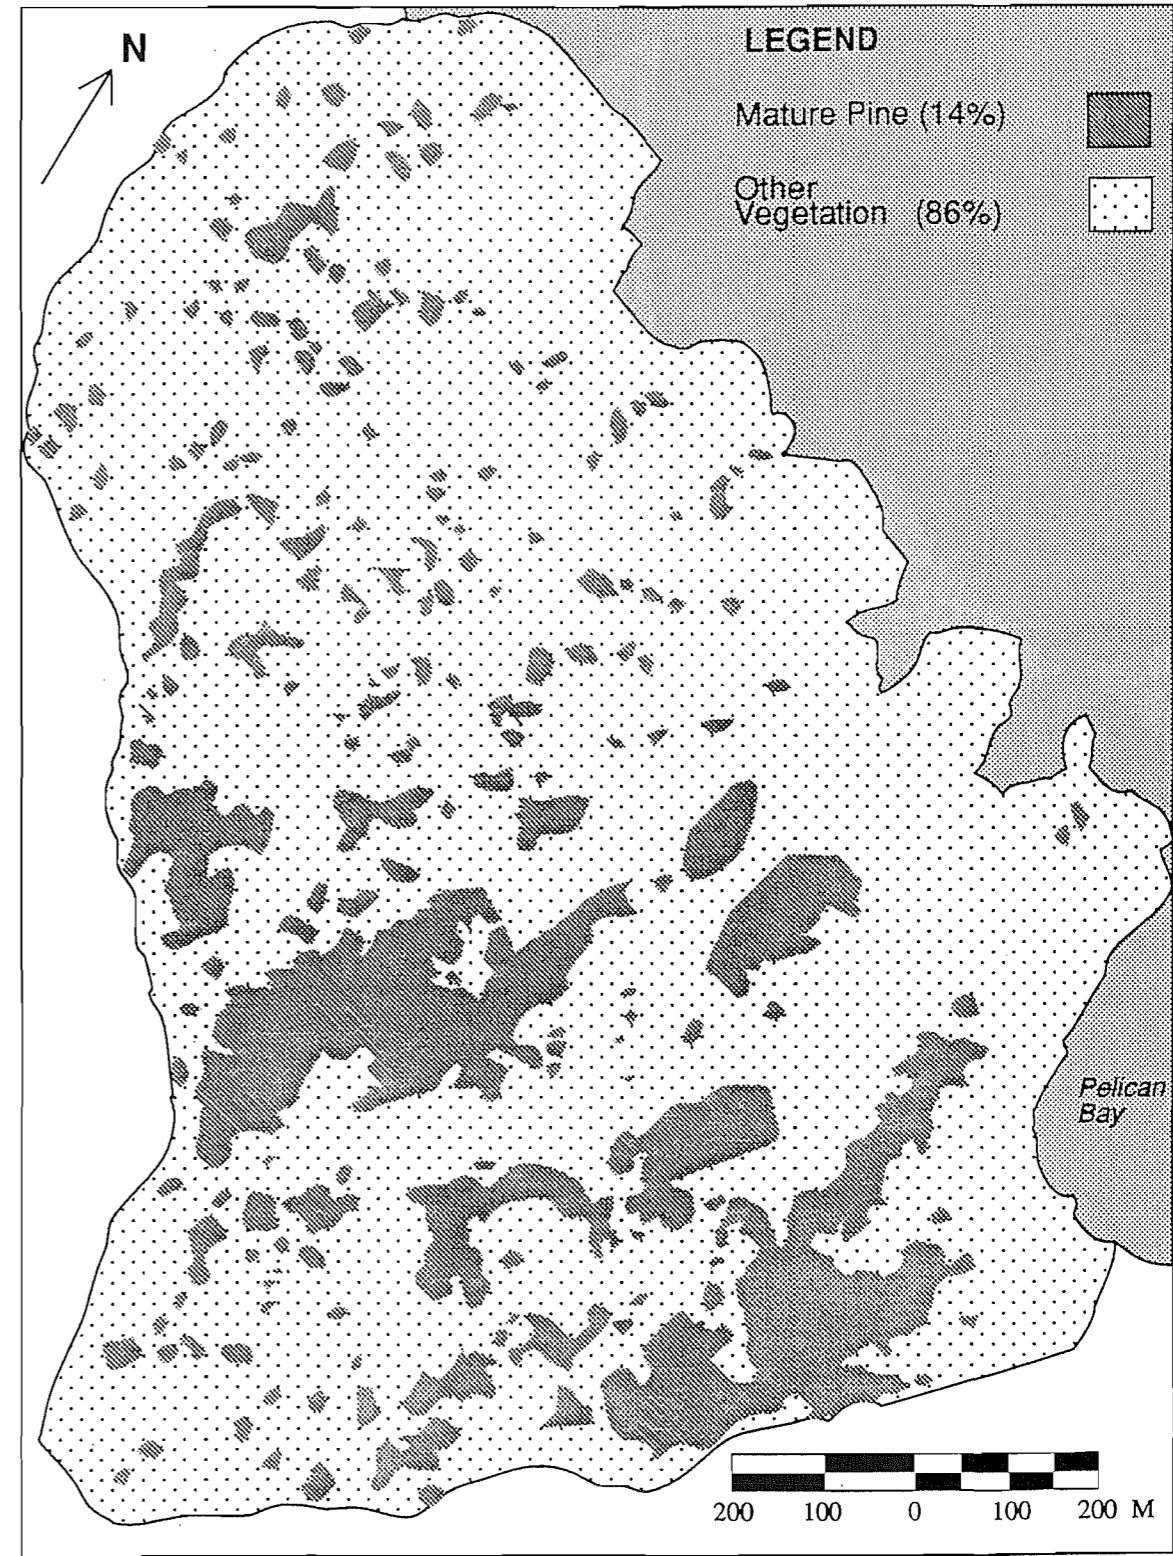 N
LEGEND
Mature Pine (14%)
Other
Vegetation (86%)
Pelican
Bay
200 100 0 100 200 M